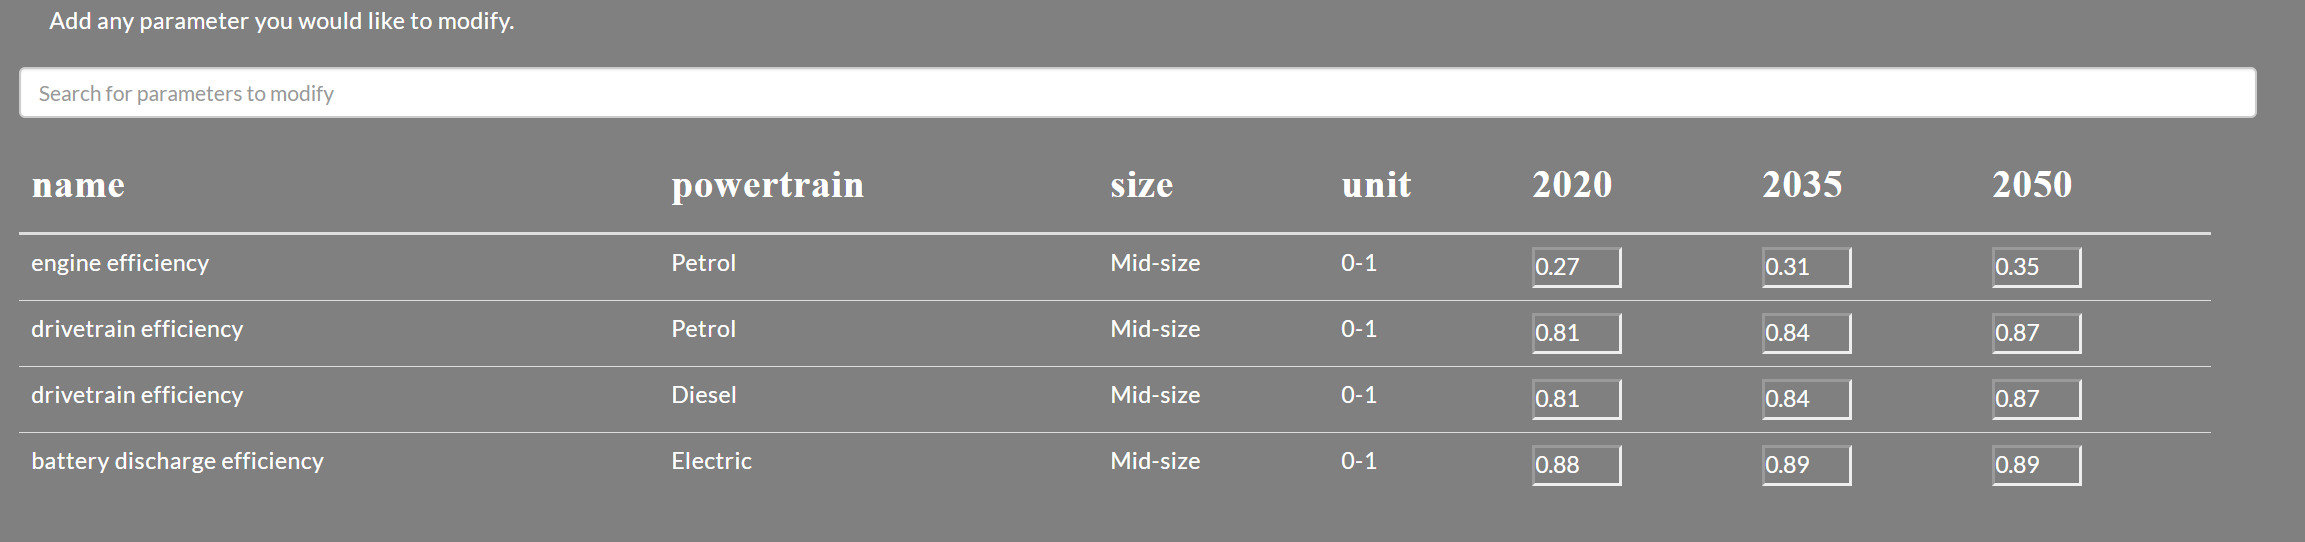 Add any parameter you would like to modify.
Search for parameters to modify
name powertrain size unit 2020 2035 2050
engine efficiency Petrol Mid-size 0-1 0.27 0.31 0.35
drivetrain efficiency Petrol Mid-size 0-1 0.81 0.84 0.87
drivetrain efficiency Diesel Mid-size 0-1 0.81 0.84 0.87
battery discharge efficiency Electric Mid-size 0-1 0.88 0.89 0.89